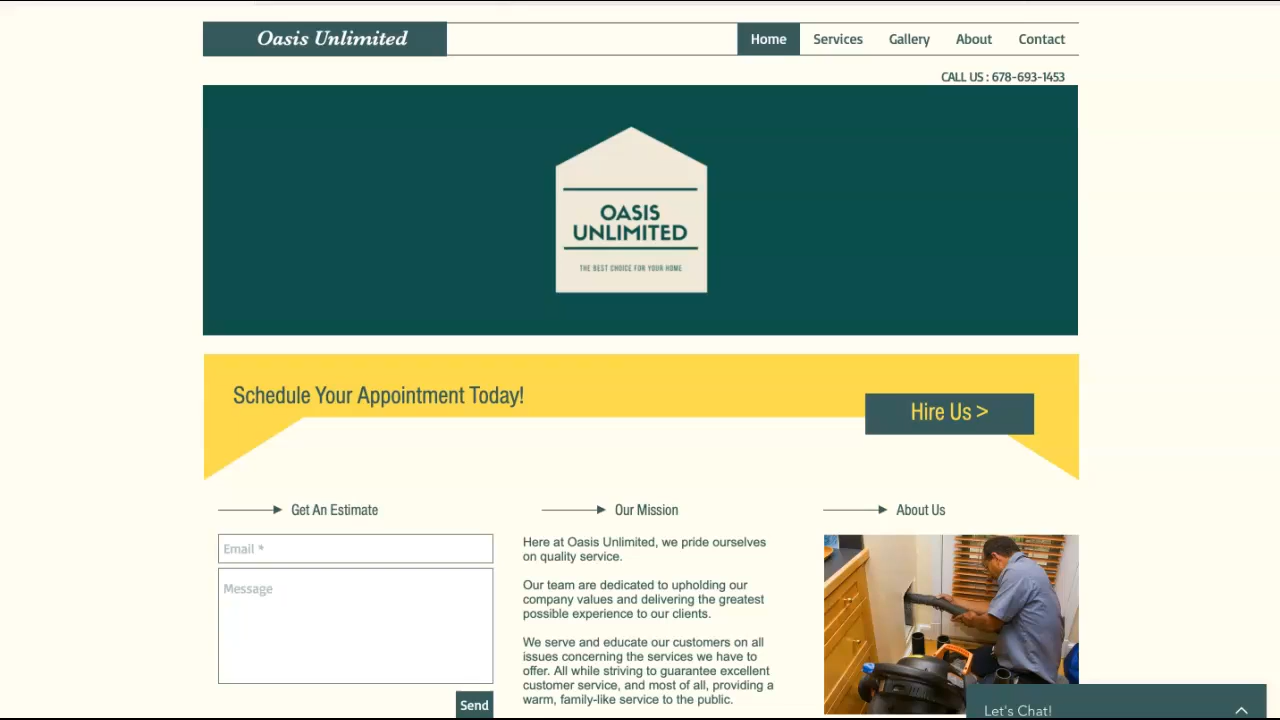 Oasis Unlimited
Home
Services
Gallery
About
Contact
CALL US : 678-693-1453
OASIS
UNLIMITED
THE BEST CHOICE FOR YOUR HOME
Schedule Your Appointment Today!
Hire Us >
Get An Estimate
Email *
Message
Send
Our Mission
Here at Oasis Unlimited, we pride ourselves
on quality service.
Our team are dedicated to upholding our
company values and delivering the greatest
possible experience to our clients.
We serve and educate our customers on all
issues concerning the services we have to
offer. All while striving to guarantee excellent
customer service, and most of all, providing a
warm, family-like service to the public.
About Us
Let's Chat!